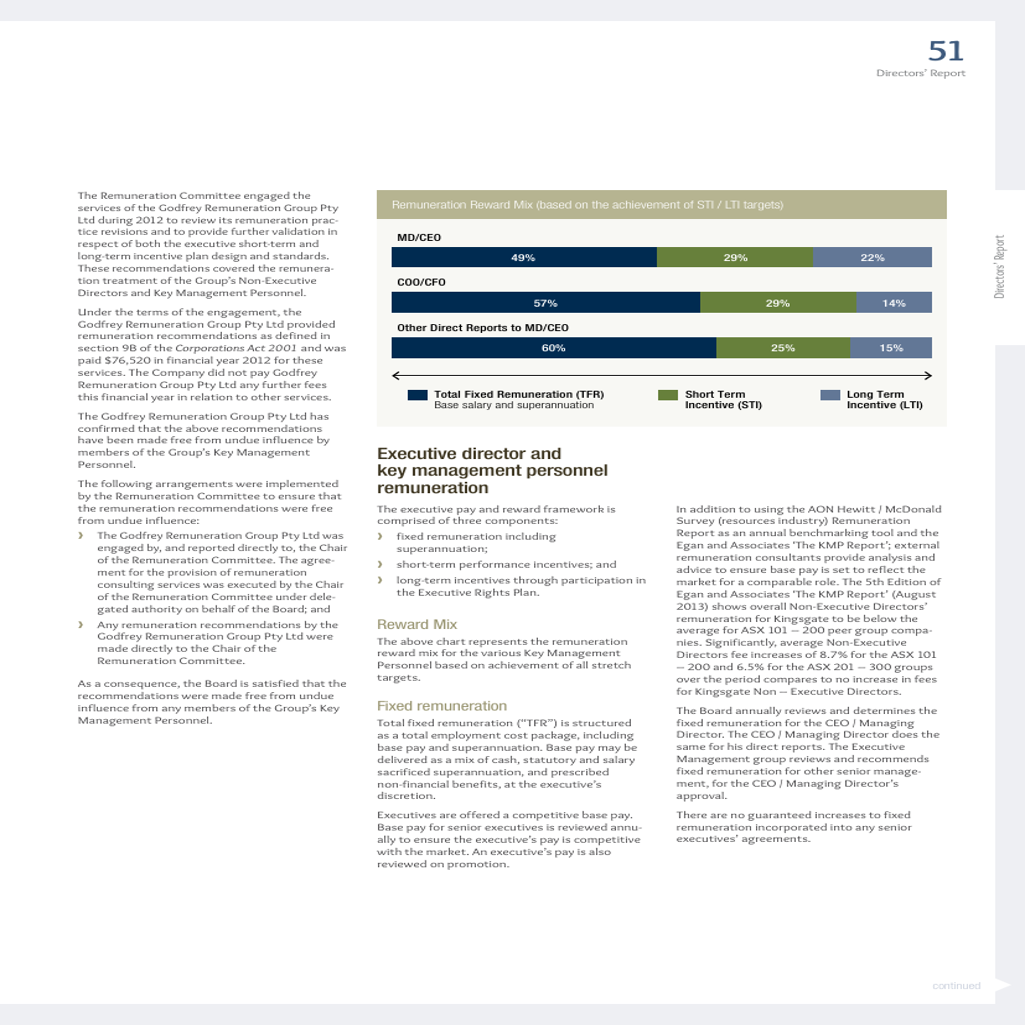 51
Directors’ Report
The Remuneration Committee engaged the
services of the Godfrey Remuneration Group Pty
Ltd during 2012 to review its remuneration prac-
tice revisions and to provide further validation in
respect of both the executive short-term and
long-term incentive plan design and standards.
These recommendations covered the remunera-
tion treatment of the Group’s Non-Executive
Directors and Key Management Personnel.
Under the terms of the engagement, the
Godfrey Remuneration Group Pty Ltd provided
remuneration recommendations as defined in
section 9B of the Corporations Act 2001 and was
paid $76,520 in financial year 2012 for these
services. The Company did not pay Godfrey
Remuneration Group Pty Ltd any further fees
this financial year in relation to other services.
The Godfrey Remuneration Group Pty Ltd has
confirmed that the above recommendations
have been made free from undue influence by
members of the Group’s Key Management
Personnel.
The following arrangements were implemented
by the Remuneration Committee to ensure that
the remuneration recommendations were free
from undue influence:
› The Godfrey Remuneration Group Pty Ltd was
engaged by, and reported directly to, the Chair
of the Remuneration Committee. The agree-
ment for the provision of remuneration
consulting services was executed by the Chair
of the Remuneration Committee under dele-
gated authority on behalf of the Board; and
› Any remuneration recommendations by the
Godfrey Remuneration Group Pty Ltd were
made directly to the Chair of the
Remuneration Committee.
As a consequence, the Board is satisfied that the
recommendations were made free from undue
influence from any members of the Group’s Key
Management Personnel.
Remuneration Reward Mix (based on the achievement of STI / LTI targets)
MD/CEO
49% 29% 22%
COO/CFO
57% 29% 14%
Other Direct Reports to MD/CEO
60% 25% 15%
Total Fixed Remuneration (TFR)
Base salary and superannuation
Short Term
Incentive (STI)
Long Term
Incentive (LTI)
Executive director and
key management personnel
remuneration
The executive pay and reward framework is
comprised of three components:
› fixed remuneration including
superannuation;
› short-term performance incentives; and
› long-term incentives through participation in
the Executive Rights Plan.
Reward Mix
The above chart represents the remuneration
reward mix for the various Key Management
Personnel based on achievement of all stretch
targets.
Fixed remuneration
Total fixed remuneration (“TFR”) is structured
as a total employment cost package, including
base pay and superannuation. Base pay may be
delivered as a mix of cash, statutory and salary
sacrificed superannuation, and prescribed
non-financial benefits, at the executive’s
discretion.
Executives are offered a competitive base pay.
Base pay for senior executives is reviewed annu-
ally to ensure the executive’s pay is competitive
with the market. An executive’s pay is also
reviewed on promotion.
In addition to using the AON Hewitt / McDonald
Survey (resources industry) Remuneration
Report as an annual benchmarking tool and the
Egan and Associates ‘The KMP Report’; external
remuneration consultants provide analysis and
advice to ensure base pay is set to reflect the
market for a comparable role. The 5th Edition of
Egan and Associates ‘The KMP Report’ (August
2013) shows overall Non-Executive Directors’
remuneration for Kingsgate to be below the
average for ASX 101 – 200 peer group compa-
nies. Significantly, average Non-Executive
Directors fee increases of 8.7% for the ASX 101
– 200 and 6.5% for the ASX 201 – 300 groups
over the period compares to no increase in fees
for Kingsgate Non – Executive Directors.
The Board annually reviews and determines the
fixed remuneration for the CEO / Managing
Director. The CEO / Managing Director does the
same for his direct reports. The Executive
Management group reviews and recommends
fixed remuneration for other senior manage-
ment, for the CEO / Managing Director’s
approval.
There are no guaranteed increases to fixed
remuneration incorporated into any senior
executives’ agreements.
Directors’ Report
continued